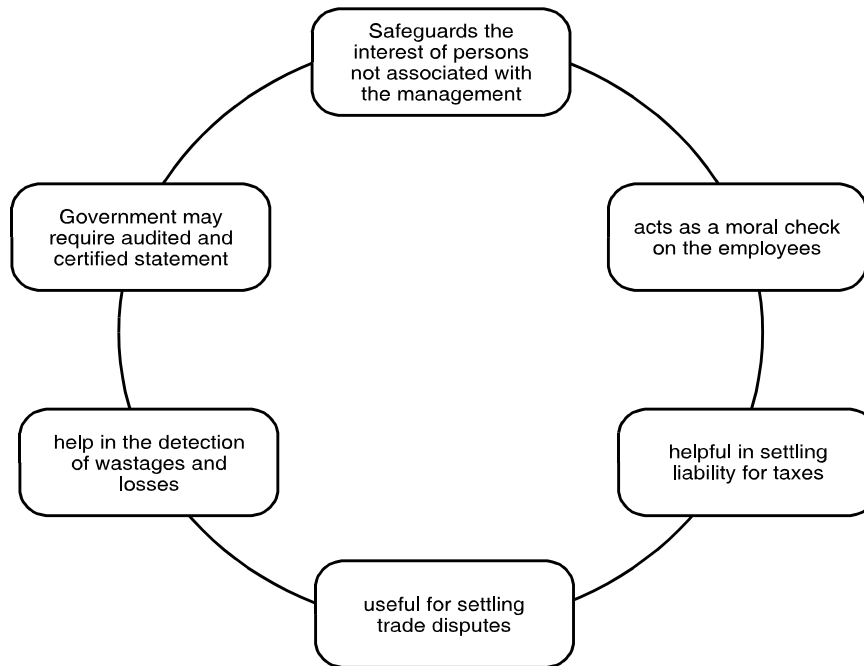 Safeguards the
interest of persons
not associated with
the management
acts as a moral check
on the employees
helpful in settling
liability for taxes
useful for settling
trade disputes
help in the detection
of wastages and
losses
Government may
require audited and
certified statement